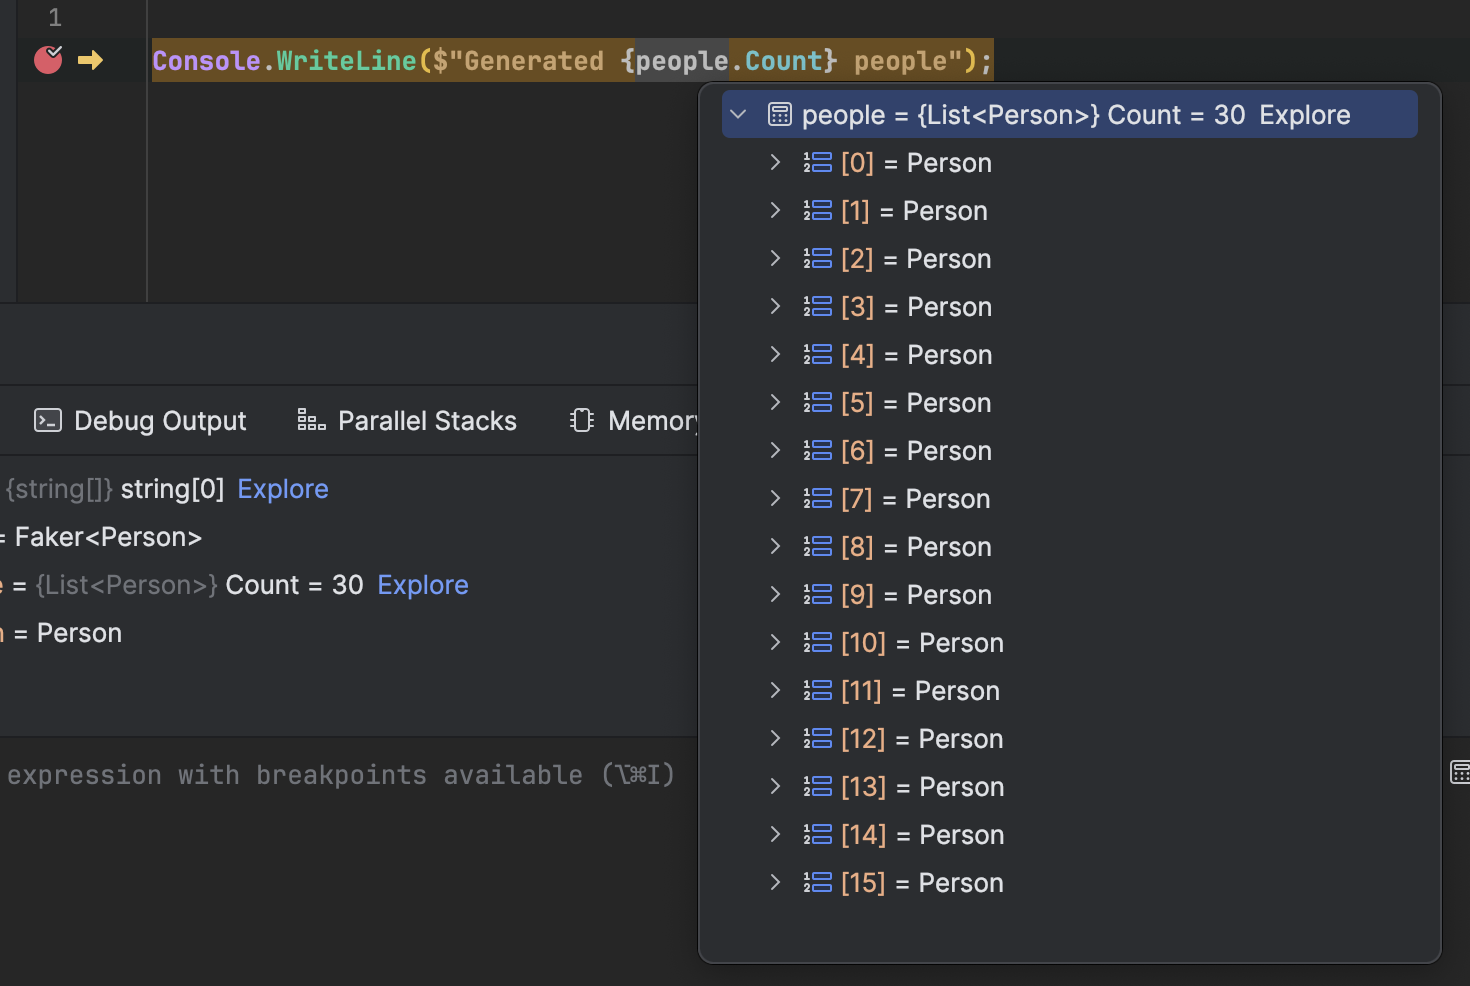 1
Console.WriteLine($"Generated {people.Count} people");
people = {List<Person>} Count = 30 Explore
[0] = Person
[1] = Person
[2] = Person
[3] = Person
[4] = Person
[5] = Person
[6] = Person
[7] = Person
[8] = Person
[9] = Person
[10] = Person
[11] = Person
[12] = Person
[13] = Person
[14] = Person
[15] = Person
Debug Output Parallel Stacks Memory
{string[]} string[0] Explore
= Faker<Person>
= {List<Person>} Count = 30 Explore
= Person
expression with breakpoints available (⌥⌘I)